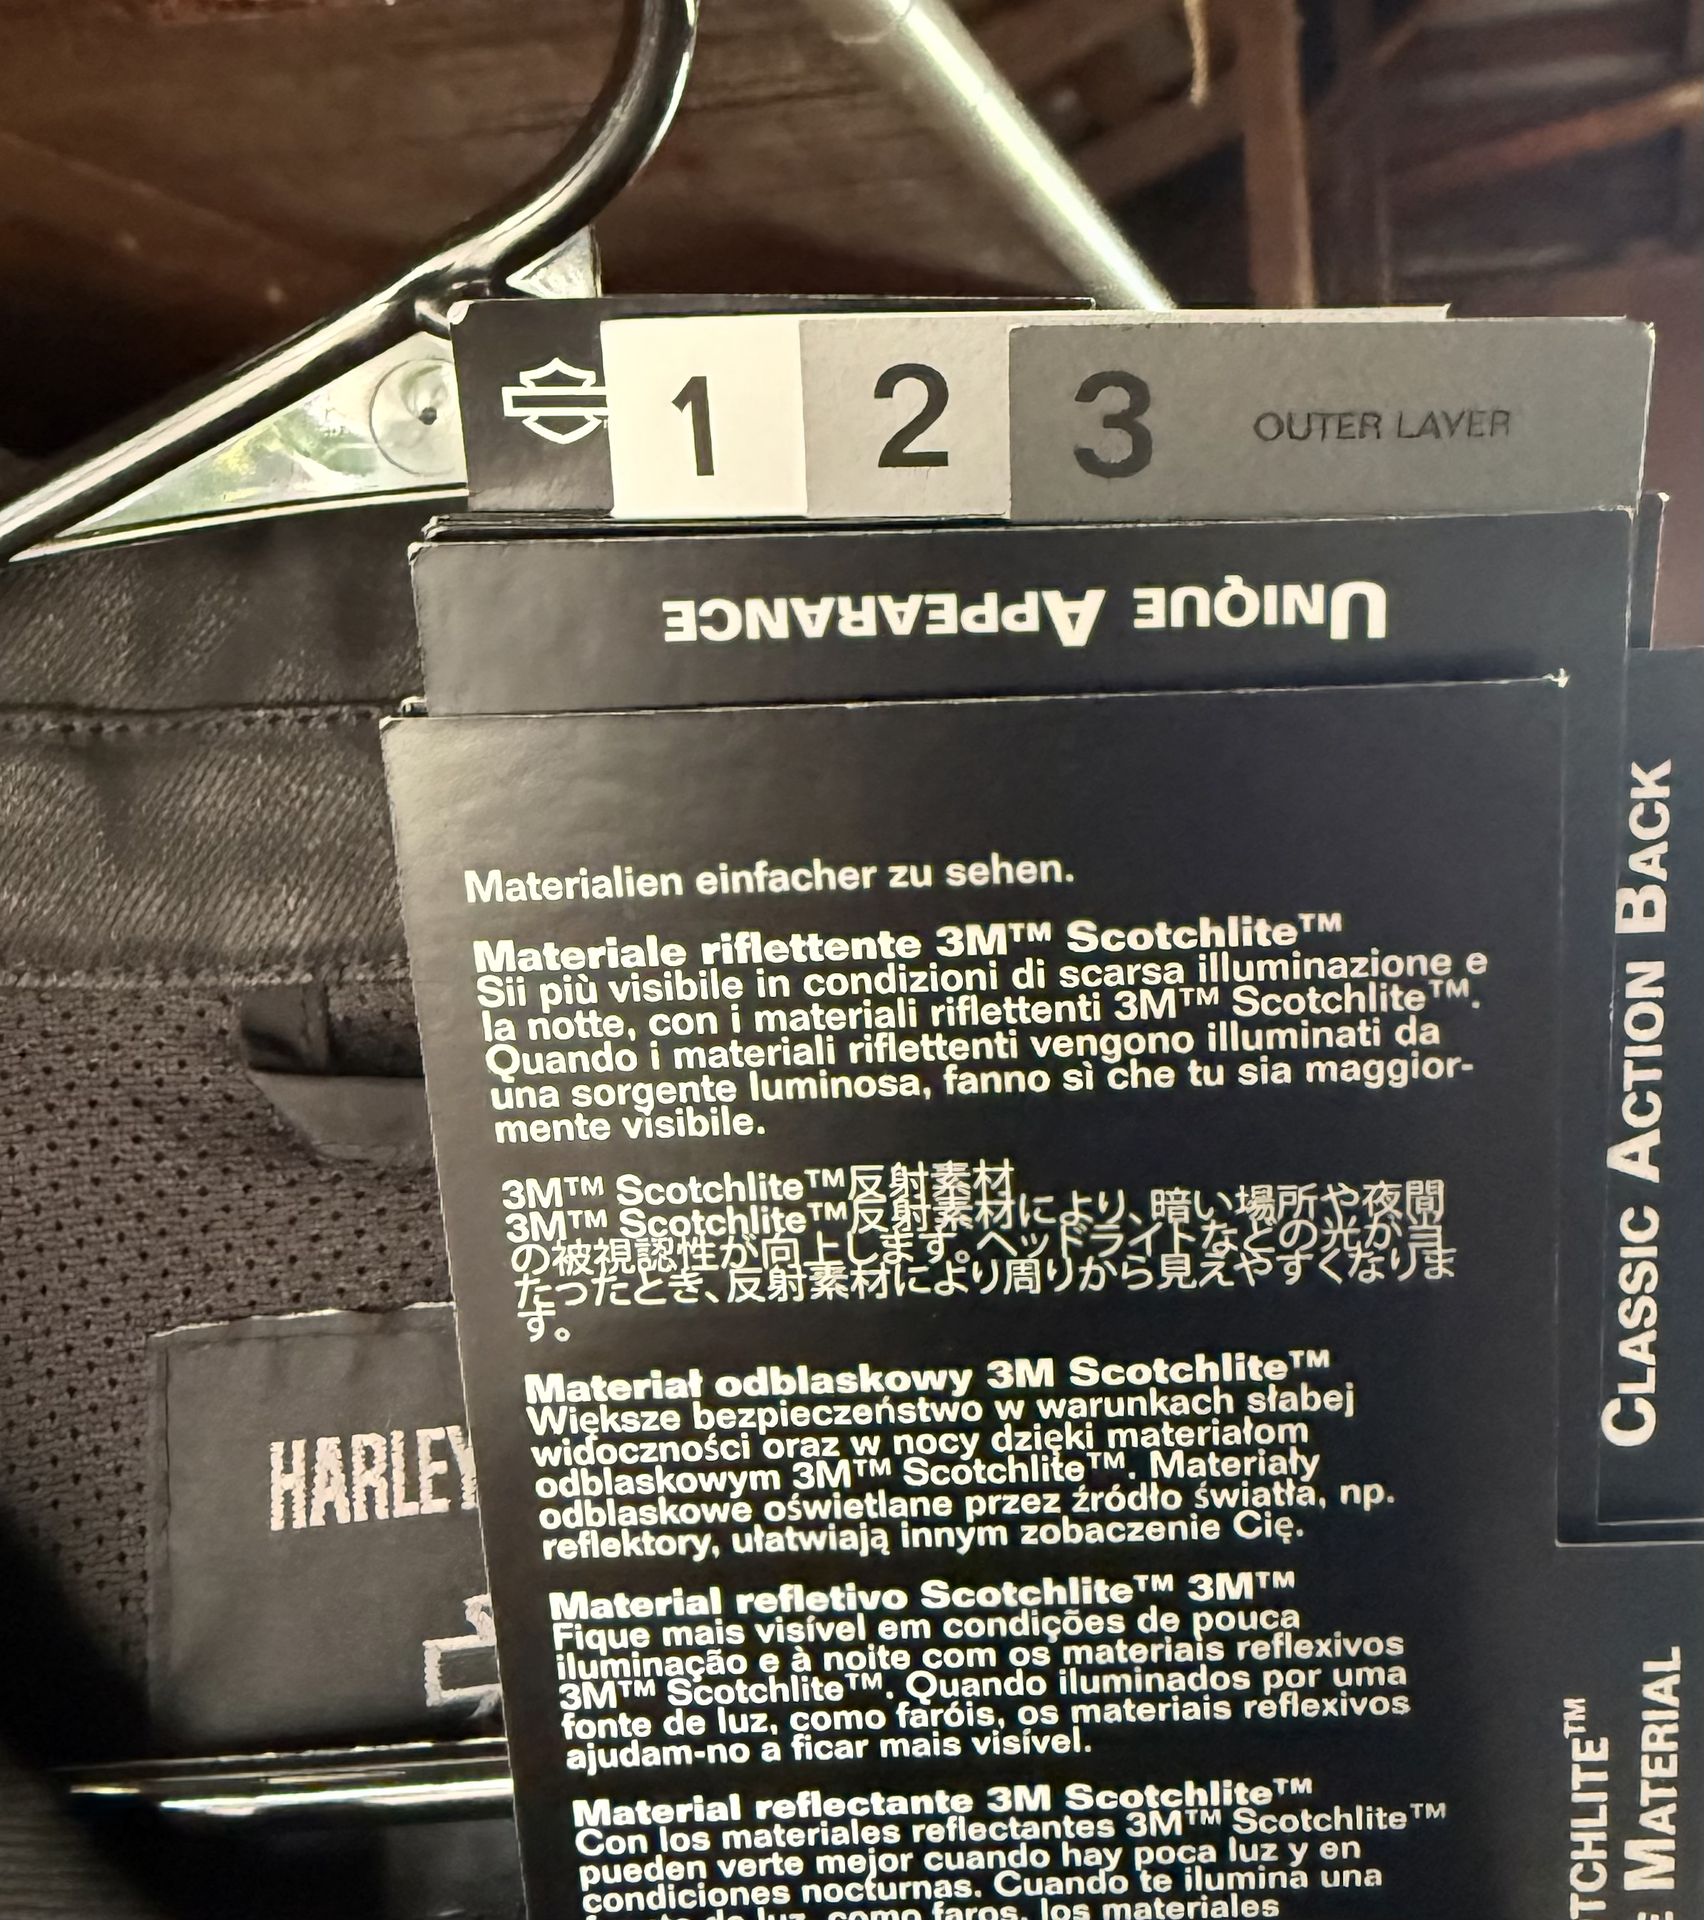 1 2 3 OUTER LAYER
UNIQUE APPEARANCE
Materialien einfacher zu sehen.
Materiale riflettente 3M™ Scotchlite™
Sii più visibile in condizioni di scarsa illuminazione e
la notte, con i materiali riflettenti 3M™ Scotchlite™.
Quando i materiali riflettenti vengono illuminati da
una sorgente luminosa, fanno sì che tu sia maggior-
mente visibile.
3M™ Scotchlite™反射素材
3M™ Scotchlite™反射素材により、暗い場所や夜間
の被視認性が向上します。ヘッドライトなどの光が当
たったとき、反射素材により周りから見えやすくなりま
す。
Materiał odblaskowy 3M Scotchlite™
Większe bezpieczeństwo w warunkach słabej
widoczności oraz w nocy dzięki materiałom
odblaskowym 3M™ Scotchlite™. Materiały
odblaskowe oświetlane przez źródło światła, np.
reflektory, ułatwiają innym zobaczenie Cię.
Material refletivo Scotchlite™ 3M™
Fique mais visível em condições de pouca
iluminação e à noite com os materiais reflexivos
3M™ Scotchlite™. Quando iluminados por uma
fonte de luz, como faróis, os materiais reflexivos
ajudam-no a ficar mais visível.
Material reflectante 3M Scotchlite™
Con los materiales reflectantes 3M™ Scotchlite™
pueden verte mejor cuando hay poca luz y en
condiciones nocturnas. Cuando te ilumina una
de luz, como faros, los materiales
HARLEY
CLASSIC ACTION BACK
TCHLITE™
E MATERIAL